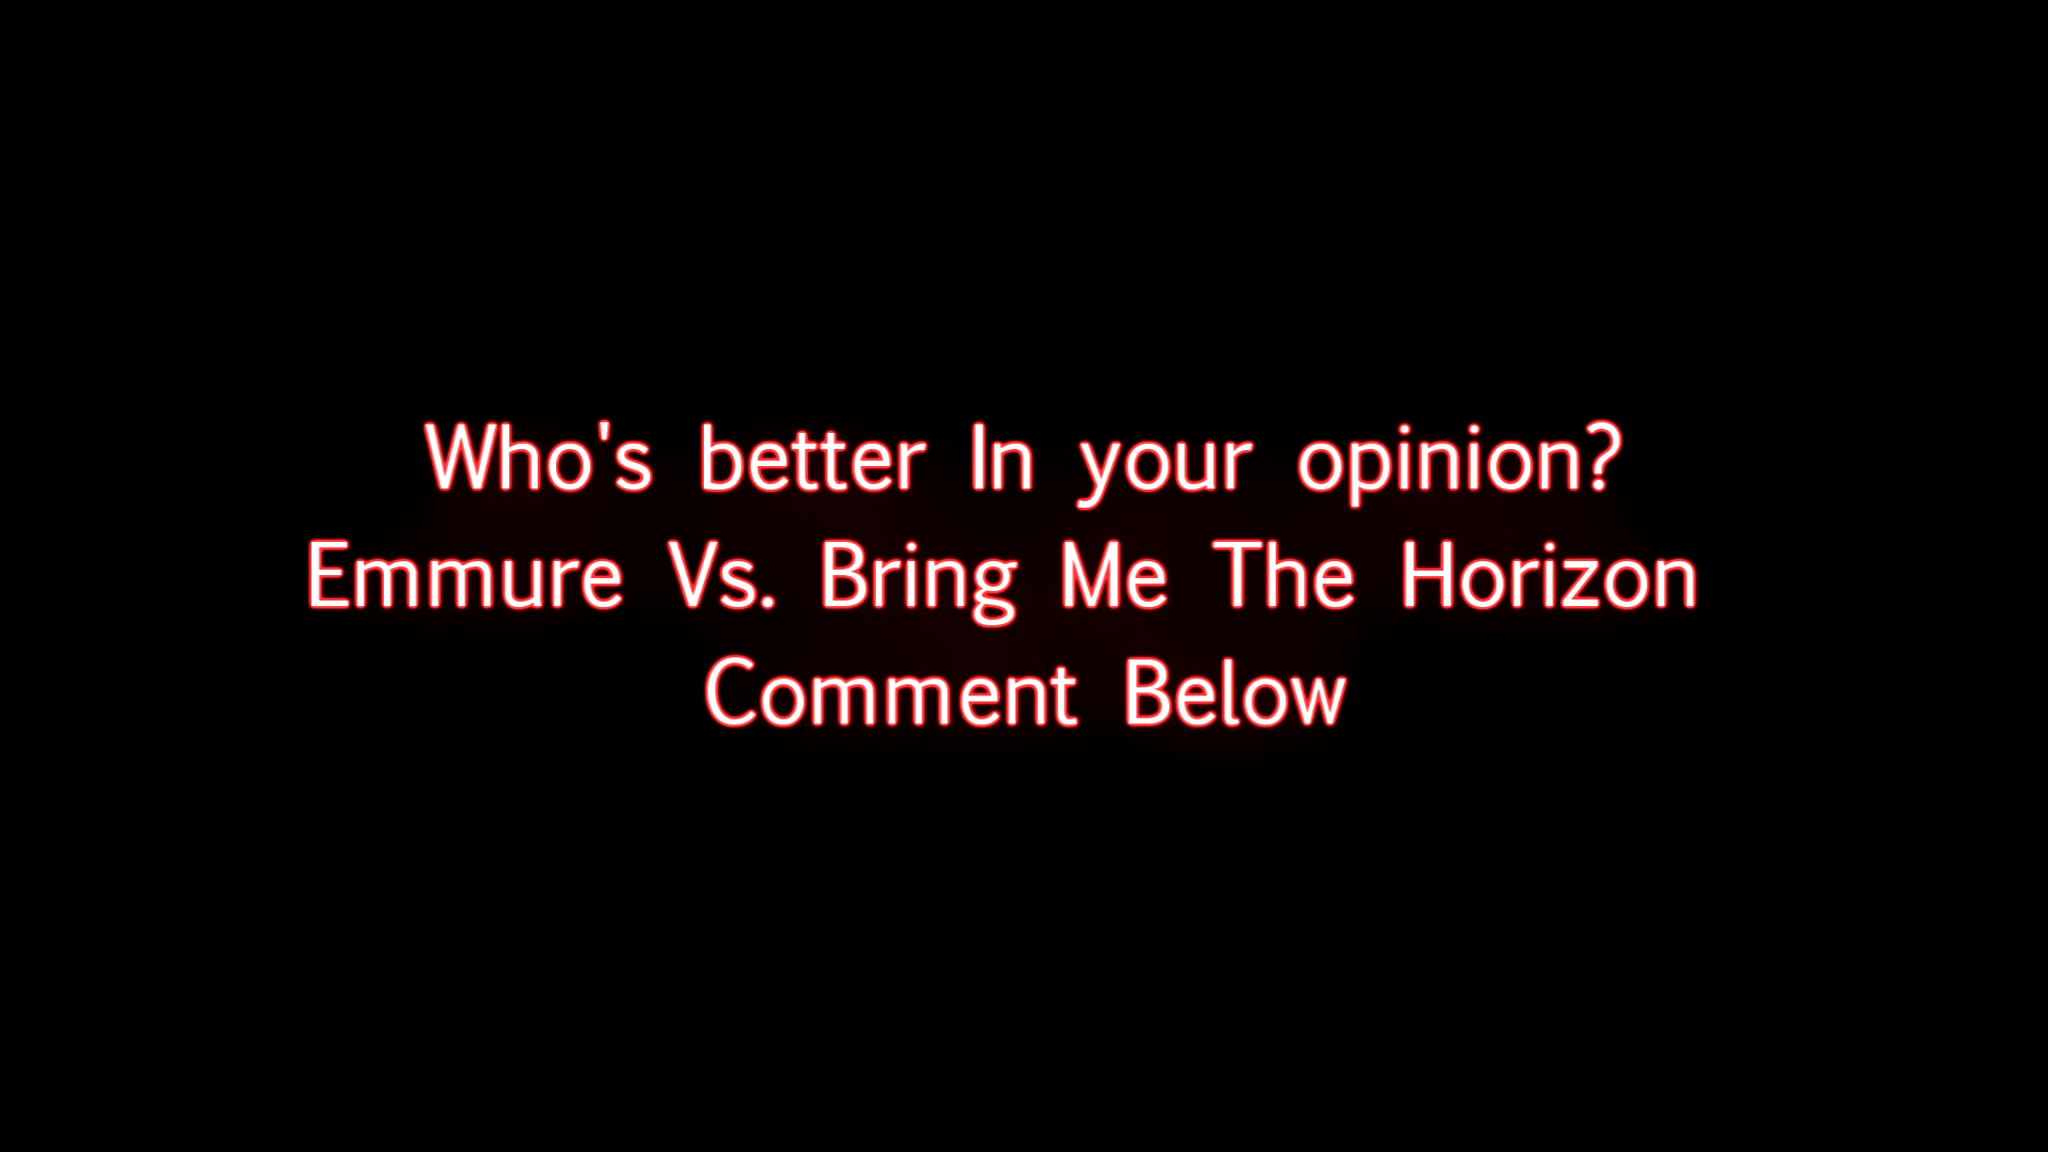 Who's better In your opinion?
Emmure Vs. Bring Me The Horizon
Comment Below